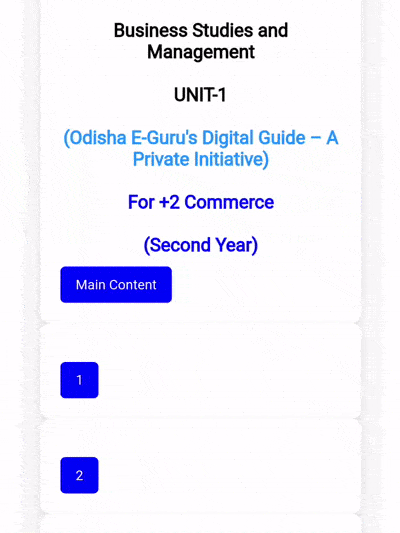 Business Studies and
Management
UNIT-1
(Odisha E-Guru's Digital Guide – A
Private Initiative)
For +2 Commerce
(Second Year)
Main Content
1
2